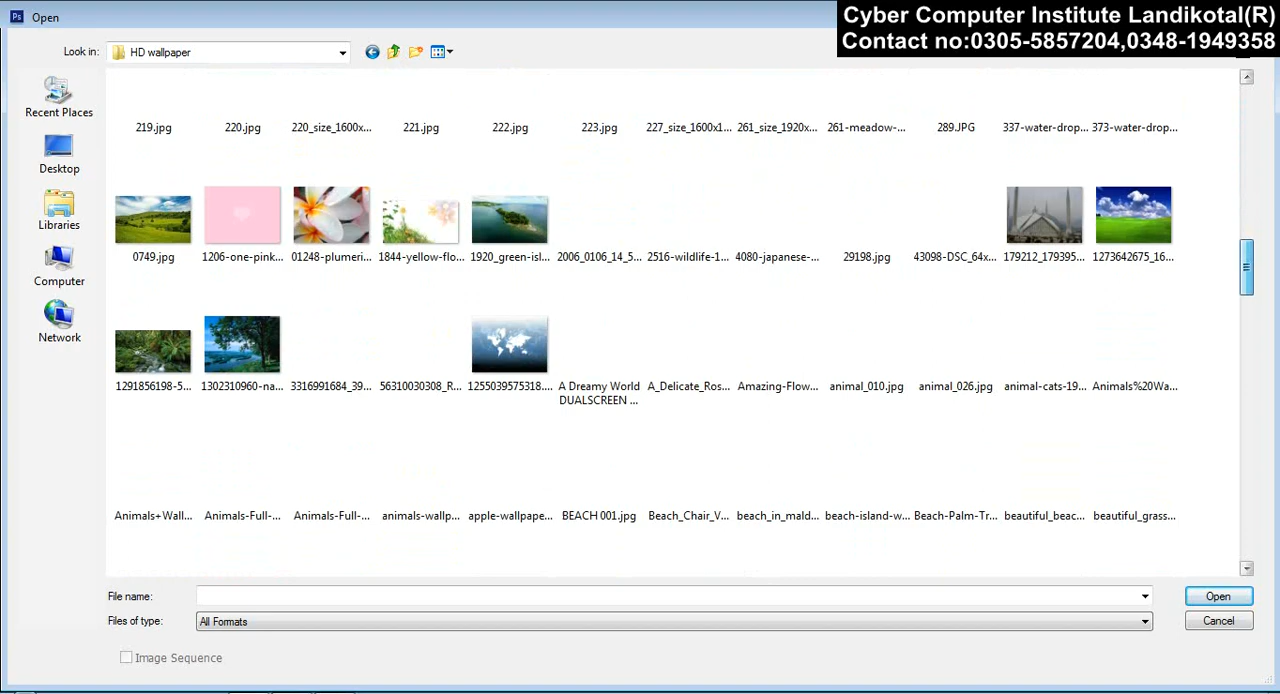 Ps Open
Cyber Computer Institute Landikotal(R)
Contact no:0305-5857204,0348-1949358
Look in: HD wallpaper
Recent Places
Desktop
Libraries
Computer
Network
219.jpg 220.jpg 220_size_1600x... 221.jpg 222.jpg 223.jpg 227_size_1600x1... 261_size_1920x... 261-meadow-... 289.JPG 337-water-drop... 373-water-drop...
0749.jpg 1206-one-pink... 01248-plumeri... 1844-yellow-flo... 1920_green-isl... 2006_0106_14_5... 2516-wildlife-1... 4080-japanese-... 29198.jpg 43098-DSC_64x... 179212_179395... 1273642675_16...
1291856198-5... 1302310960-na... 3316991684_39... 56310030308_R... 1255039575318... A Dreamy World A_Delicate_Ros... Amazing-Flow... animal_010.jpg animal_026.jpg animal-cats-19... Animals%20Wa...
DUALSCREEN ...
Animals+Wall... Animals-Full-... Animals-Full-... animals-wallp... apple-wallpape... BEACH 001.jpg Beach_Chair_V... beach_in_mald... beach-island-w... Beach-Palm-Tr... beautiful_beac... beautiful_grass...
File name:
Open
Files of type: All Formats
Cancel
Image Sequence